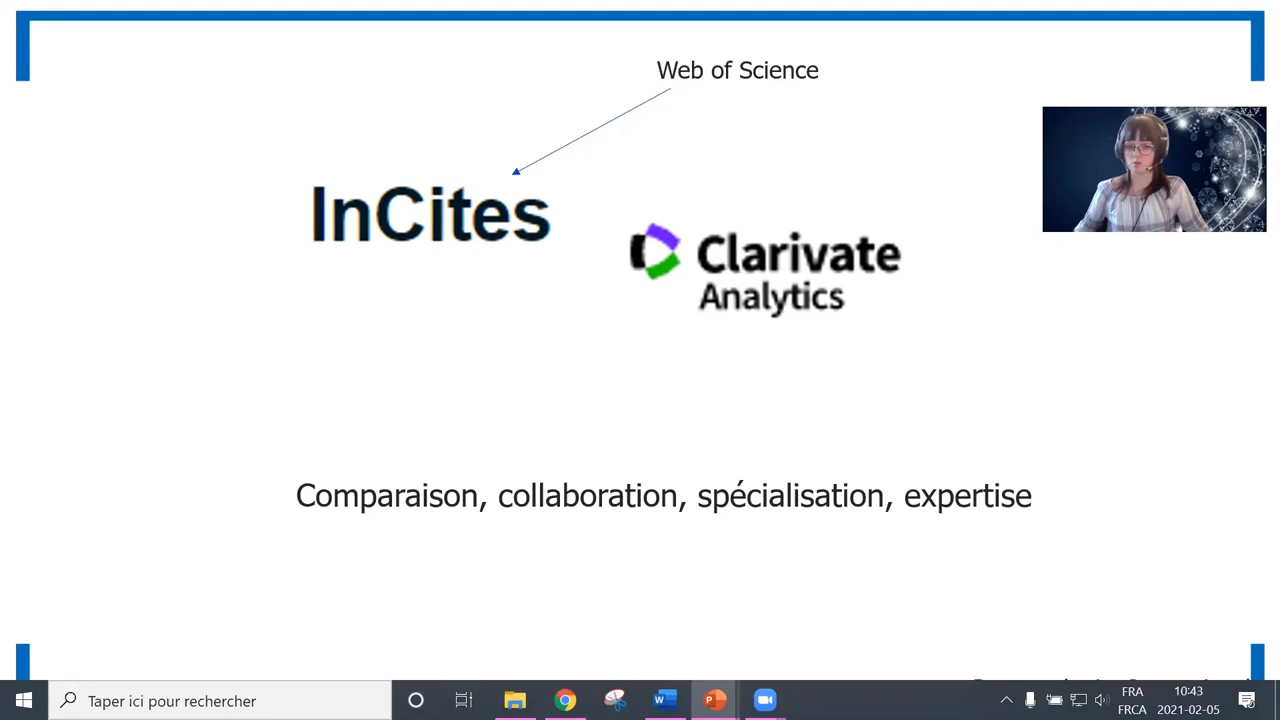 Web of Science
InCites
Clarivate
Analytics
Comparaison, collaboration, spécialisation, expertise
Taper ici pour rechercher
FRA
FRCA
10:43
2021-02-05